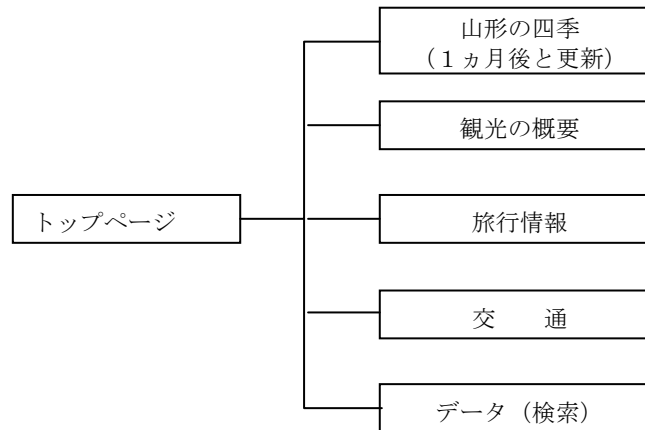 山形の四季
（１ヵ月後と更新）
観光の概要
トップページ
旅行情報
交　　通
データ（検索）